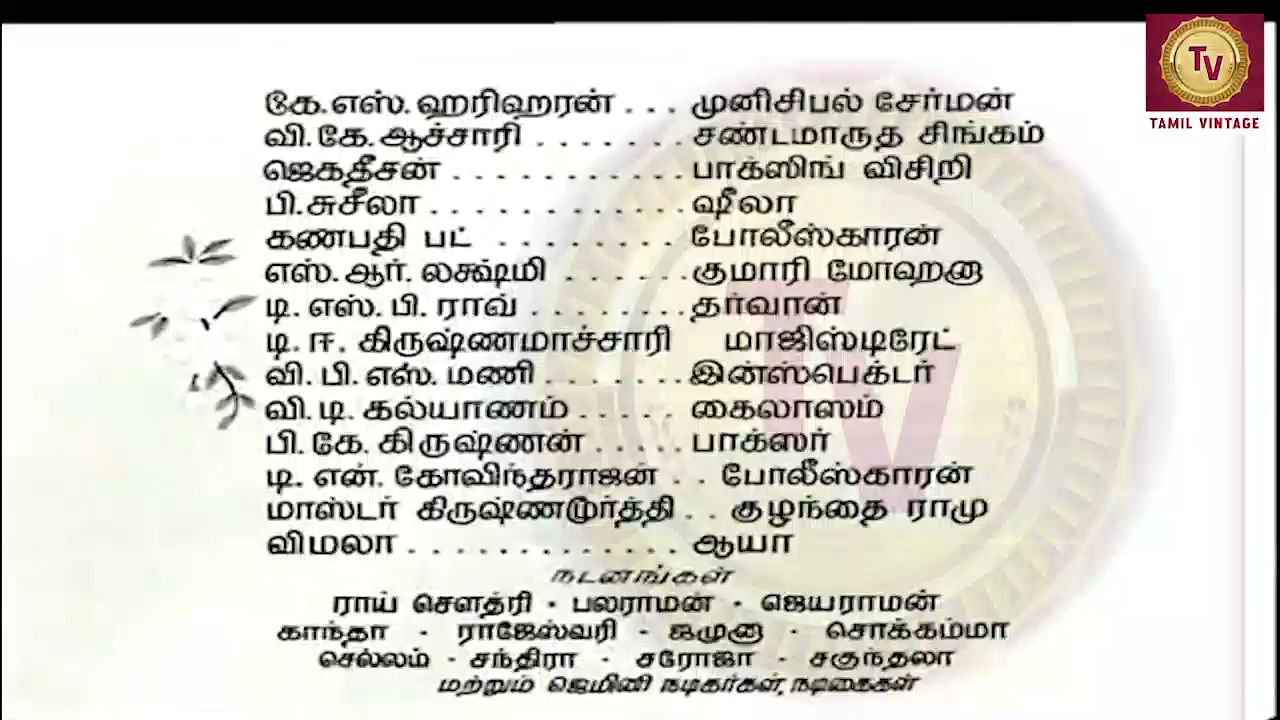 TV
TAMIL VINTAGE
கே. எஸ். ஹரிஹரன் . . . முனிசிபல் சேர்மன்
வி. கே. ஆச்சாரி . . . . . . . சண்டமாருத சிங்கம்
ஜெகதீசன் . . . . . . . . . . . பாக்ஸிங் விசிறி
பி. சுசீலா . . . . . . . . . . . . ஷீலா
கணபதி பட் . . . . . . . . போலீஸ்காரன்
எஸ். ஆர். லக்ஷ்மி . . . . . . குமாரி மோஹனா
டி. எஸ். பி. ராவ் . . . . . . . . தர்வான்
டி. ஈ. கிருஷ்ணமாச்சாரி மாஜிஸ்டிரேட்
வி. பி. எஸ். மணி . . . . . . . இன்ஸ்பெக்டர்
வி. டி. கல்யாணம் . . . . . கைலாஸம்
பி. கே. கிருஷ்ணன் . . . . . பாக்ஸர்
டி. என். கோவிந்தராஜன் . . போலீஸ்காரன்
மாஸ்டர் கிருஷ்ணமூர்த்தி . . குழந்தை ராமு
விமலா . . . . . . . . . . . . . ஆயா
நடனங்கள்
ராய் சௌத்ரி - பலராமன் - ஜெயராமன்
காந்தா - ராஜேஸ்வரி - ஜமுனா - சொக்கம்மா
செல்லம் - சந்திரா - சரோஜா - சகுந்தலா
மற்றும் ஜெமினி நடிகர்கள், நடிகைகள்
TV